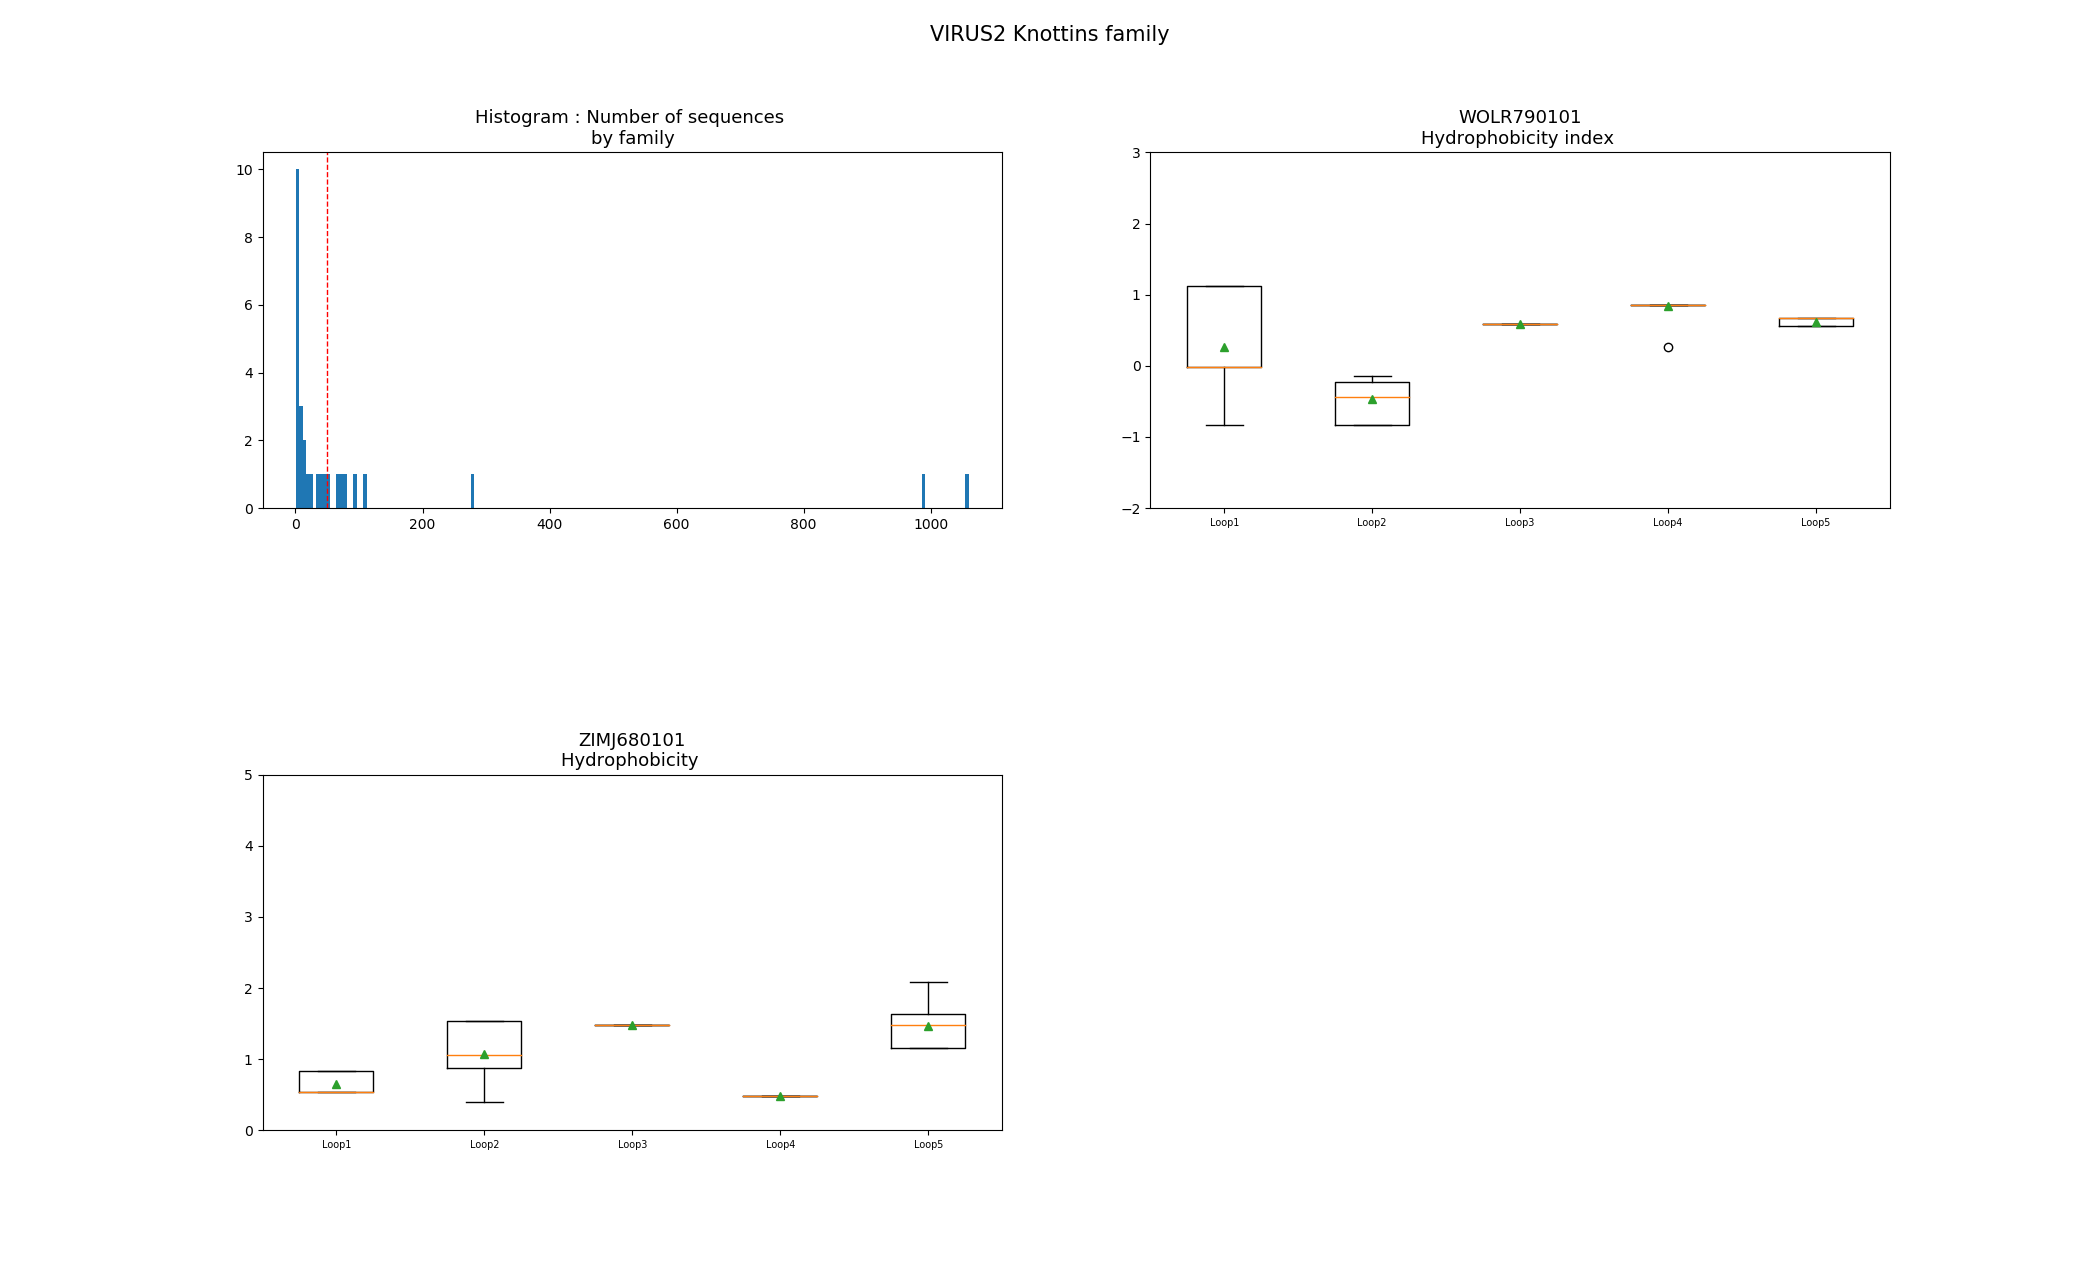 VIRUS2 Knottins family
Histogram : Number of sequences
by family
10
8
6
4
2
0
0 200 400 600 800 1000
WOLR790101
Hydrophobicity index
3
2
1
0
−1
−2
Loop1 Loop2 Loop3 Loop4 Loop5
ZIMJ680101
Hydrophobicity
5
4
3
2
1
0
Loop1 Loop2 Loop3 Loop4 Loop5